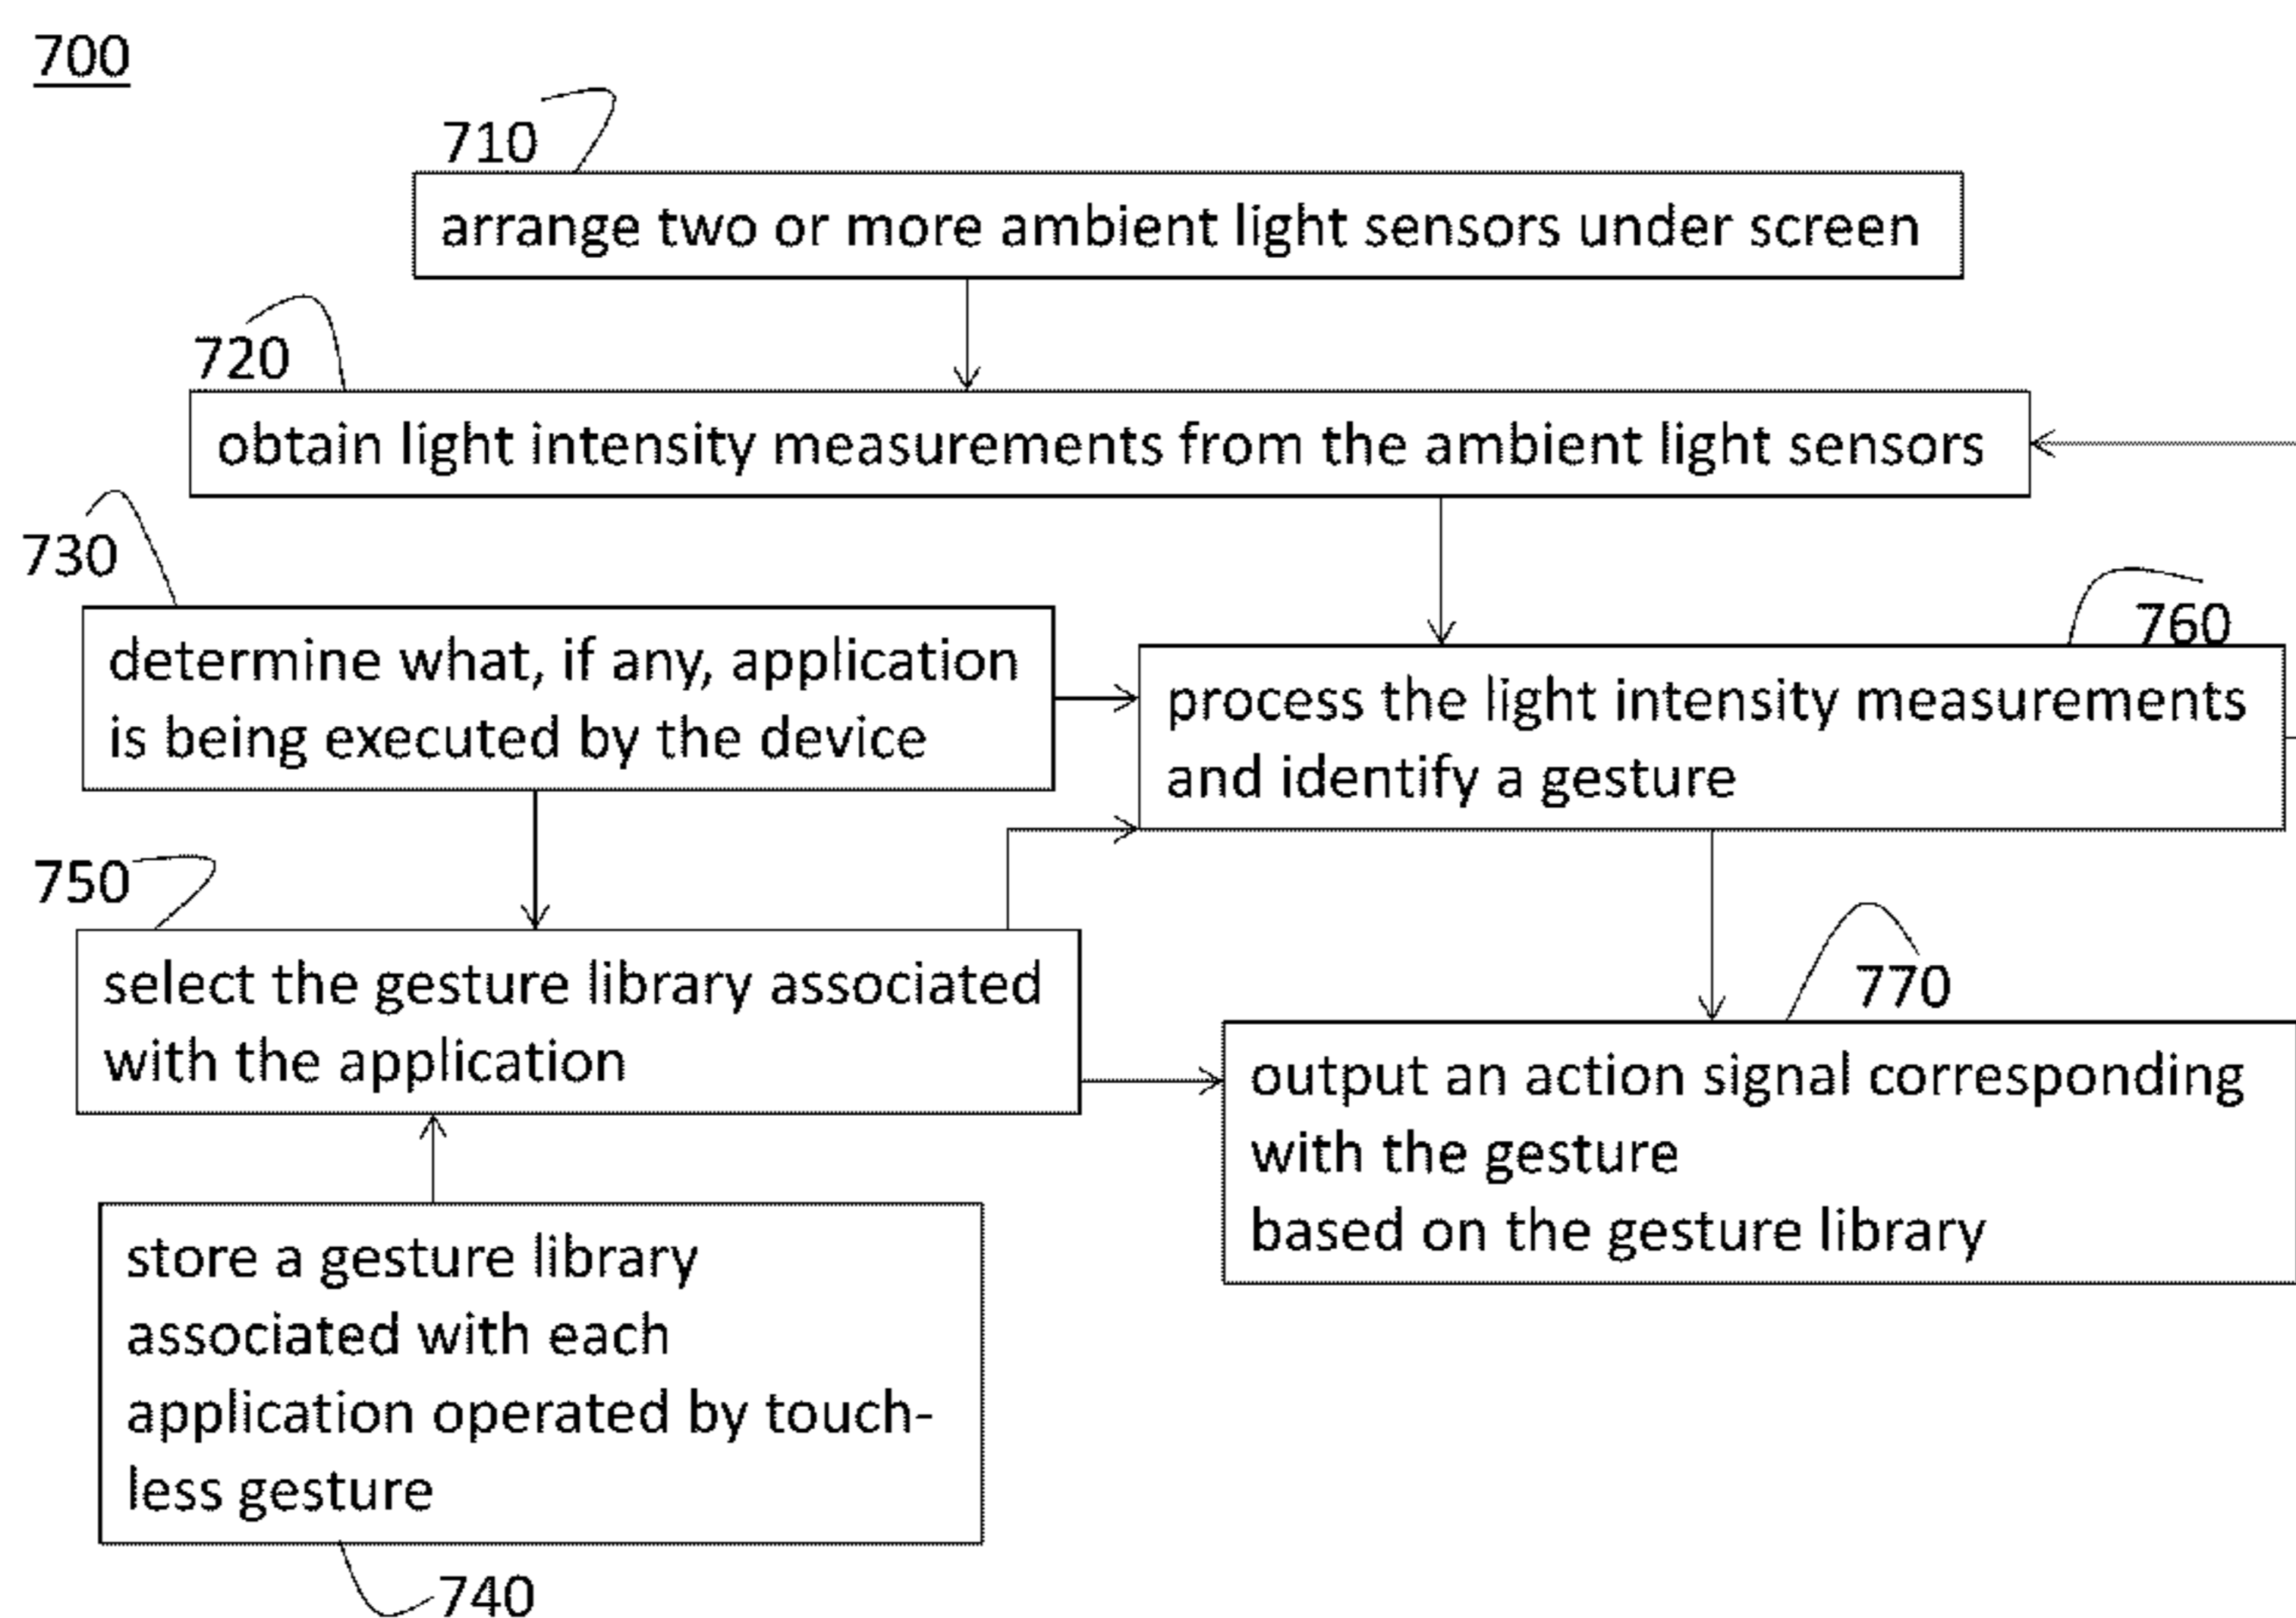 700
710
arrange two or more ambient light sensors under screen
720
obtain light intensity measurements from the ambient light sensors
730
determine what, if any, application
is being executed by the device
760
process the light intensity measurements
and identify a gesture
750
select the gesture library associated
with the application
770
output an action signal corresponding
with the gesture
based on the gesture library
store a gesture library
associated with each
application operated by touch-
less gesture
740